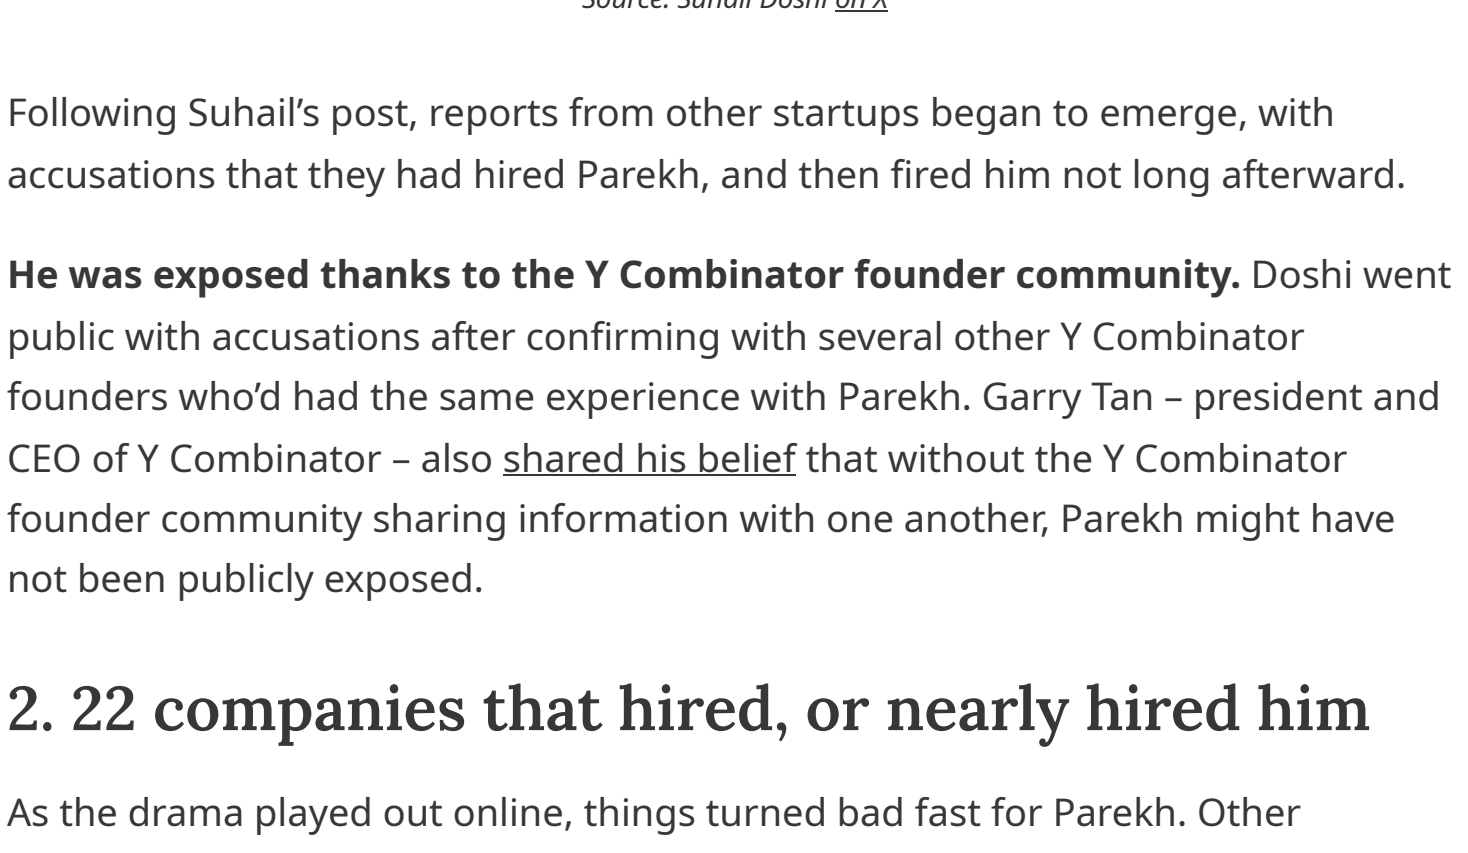 Source: Suhail Doshi on X
Following Suhail’s post, reports from other startups began to emerge, with
accusations that they had hired Parekh, and then fired him not long afterward.
He was exposed thanks to the Y Combinator founder community. Doshi went
public with accusations after confirming with several other Y Combinator
founders who’d had the same experience with Parekh. Garry Tan – president and
CEO of Y Combinator – also shared his belief that without the Y Combinator
founder community sharing information with one another, Parekh might have
not been publicly exposed.
2. 22 companies that hired, or nearly hired him
As the drama played out online, things turned bad fast for Parekh. Other